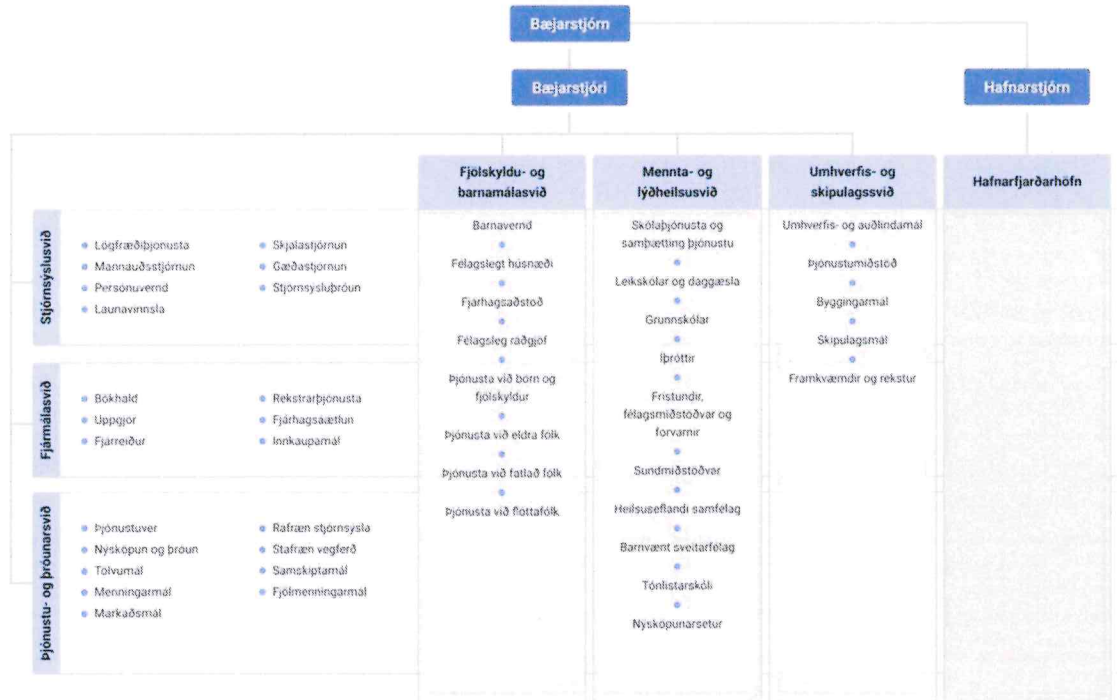 Bæjarstjórn
Bæjarstjóri
Hafnarstjórn
Fjölskyldu- og
barnamálasvið
Mennta- og
lýðheilsusvið
Umhverfis- og
skipulagssvið
Hafnarfjarðarhöfn
Stjórnsýslusvið
Lögfræðiþjónusta
Mannauðsstjórnun
Persónuvernd
Launavinnsla
Skjalastjórnun
Gæðastjórnun
Stjórnsýsluþróun
Fjármálasvið
Bókhald
Uppgjör
Fjárreiður
Rekstrarþjónusta
Fjárhagsáætlun
Innkaupamál
Þjónustu- og þróunarsvið
Þjónustuver
Nýsköpun og þróun
Tölvumál
Menningarmál
Markaðsmál
Rafræn stjórnsýsla
Stafræn vegferð
Samskiptamál
Fjölmenningarmál
Barnavernd
Félagslegt húsnæði
Fjárhagsaðstoð
Félagsleg ráðgjöf
Þjónusta við börn og
fjölskyldur
Þjónusta við eldra fólk
Þjónusta við fatlað fólk
Þjónusta við flóttafólk
Skólaþjónusta og
samþætting þjónustu
Leikskólar og daggæsla
Grunnskólar
Íþróttir
Frístundir,
félagsmiðstöðvar og
forvarnir
Sundmiðstöðvar
Heilsueflandi samfélag
Barnvænt sveitarfélag
Tónlistarskóli
Nýsköpunarsetur
Umhverfis- og auðlindamál
Þjónustumiðstöð
Byggingarmál
Skipulagsmál
Framkvæmdir og rekstur